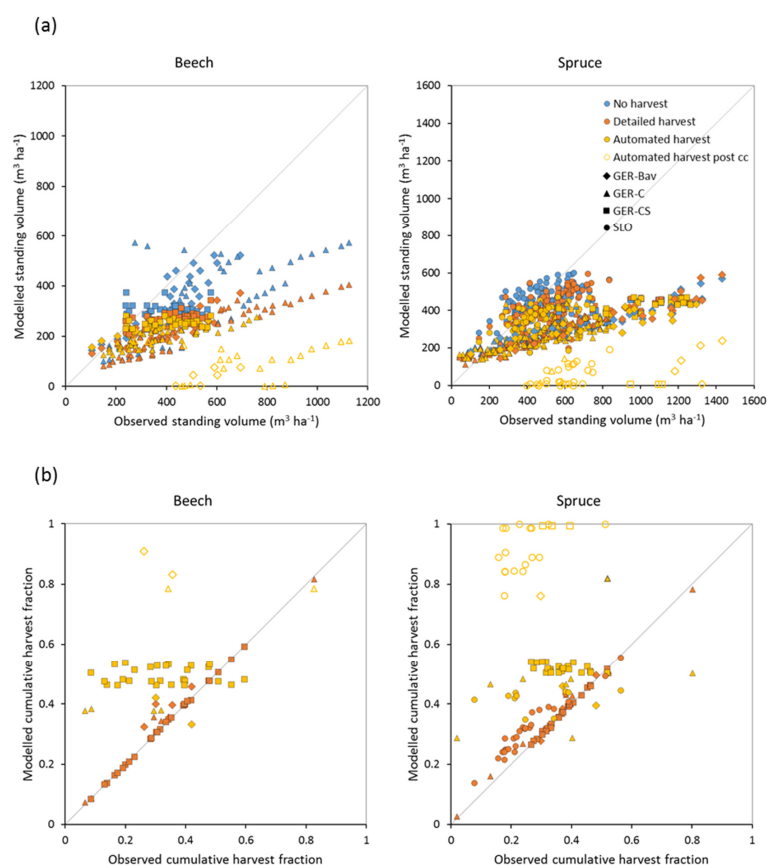 (a)
Beech
Spruce
1200
1000
800
600
400
200
0
0 200 400 600 800 1000 1200
Modelled standing volume (m³ ha⁻¹)
Observed standing volume (m³ ha⁻¹)
1600
1400
1200
1000
800
600
400
200
0
0 200 400 600 800 1000 1200 1400 1600
Modelled standing volume (m³ ha⁻¹)
Observed standing volume (m³ ha⁻¹)
No harvest
Detailed harvest
Automated harvest
Automated harvest post cc
GER-Bav
GER-C
GER-CS
SLO
(b)
Beech
Spruce
1
0.8
0.6
0.4
0.2
0
0 0.2 0.4 0.6 0.8 1
Modelled cumulative harvest fraction
Observed cumulative harvest fraction
1
0.8
0.6
0.4
0.2
0
0 0.2 0.4 0.6 0.8 1
Modelled cumulative harvest fraction
Observed cumulative harvest fraction